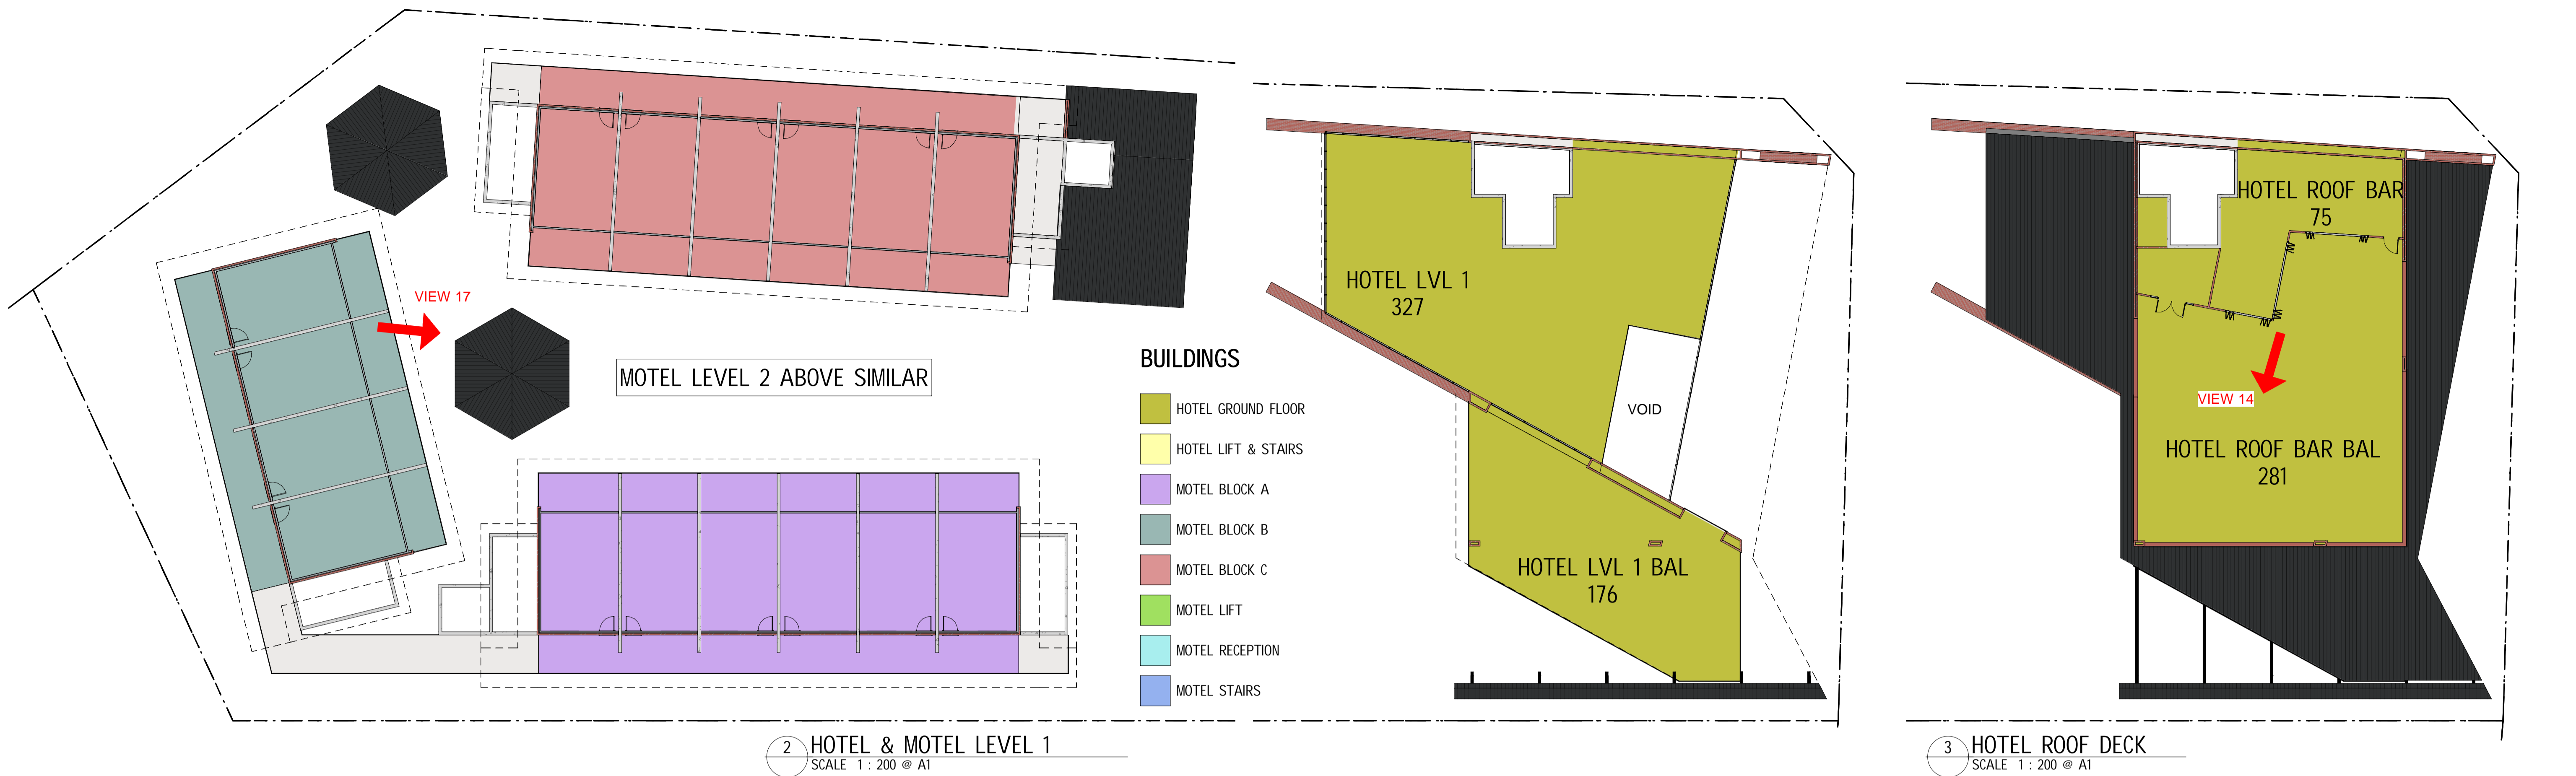 VIEW 17
MOTEL LEVEL 2 ABOVE SIMILAR
BUILDINGS
HOTEL GROUND FLOOR
HOTEL LIFT & STAIRS
MOTEL BLOCK A
MOTEL BLOCK B
MOTEL BLOCK C
MOTEL LIFT
MOTEL RECEPTION
MOTEL STAIRS
HOTEL LVL 1
327
VOID
HOTEL LVL 1 BAL
176
2 HOTEL & MOTEL LEVEL 1
SCALE 1 : 200 @ A1
HOTEL ROOF BAR
75
VIEW 14
HOTEL ROOF BAR BAL
281
3 HOTEL ROOF DECK
SCALE 1 : 200 @ A1